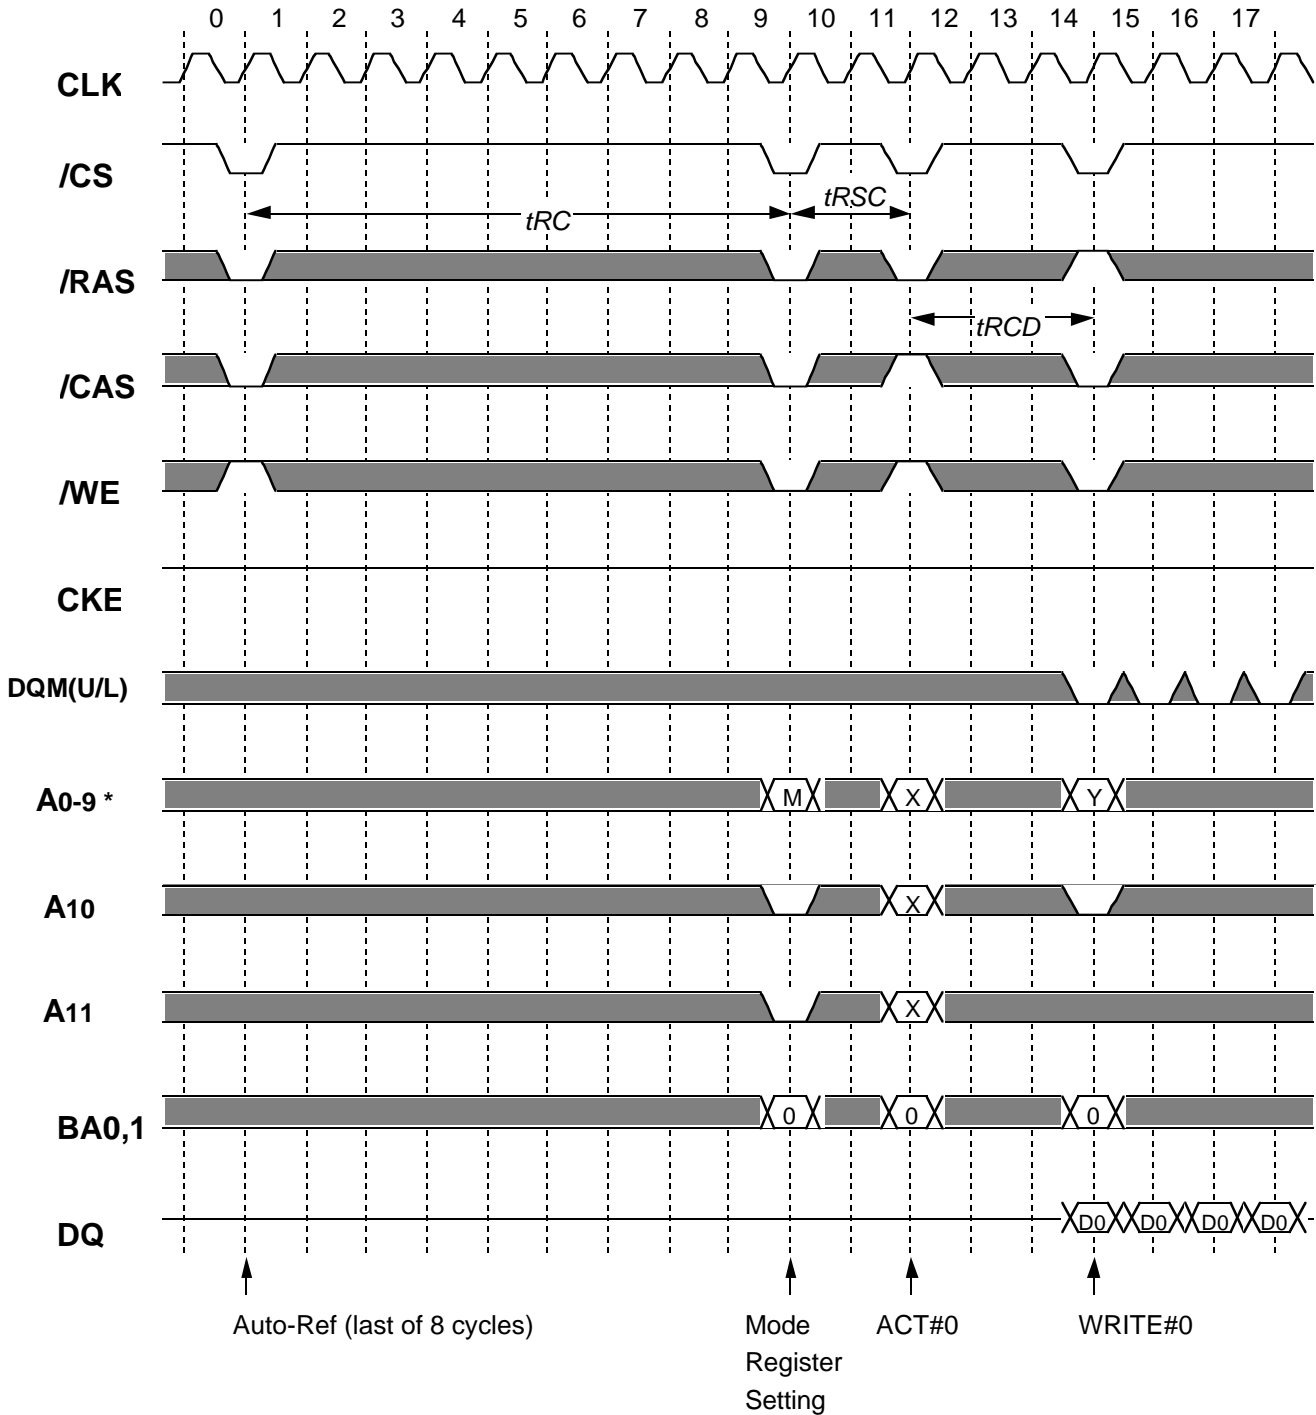 0 1 2 3 4 5 6 7 8 9 10 11 12 13 14 15 16 17
CLK
/CS
tRC
tRSC
/RAS
tRCD
/CAS
/WE
CKE
DQM(U/L)
A0-9 *
M X Y
A10
X
A11
X
BA0,1
0 0 0
DQ
D0 D0 D0 D0
Auto-Ref (last of 8 cycles)
Mode
Register
Setting
ACT#0
WRITE#0